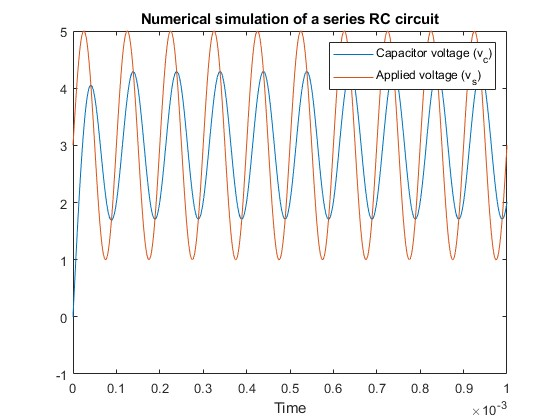 Numerical simulation of a series RC circuit
Capacitor voltage (v_c)
Applied voltage (v_s)
5
4
3
2
1
0
-1
0 0.1 0.2 0.3 0.4 0.5 0.6 0.7 0.8 0.9 1
Time
×10^-3